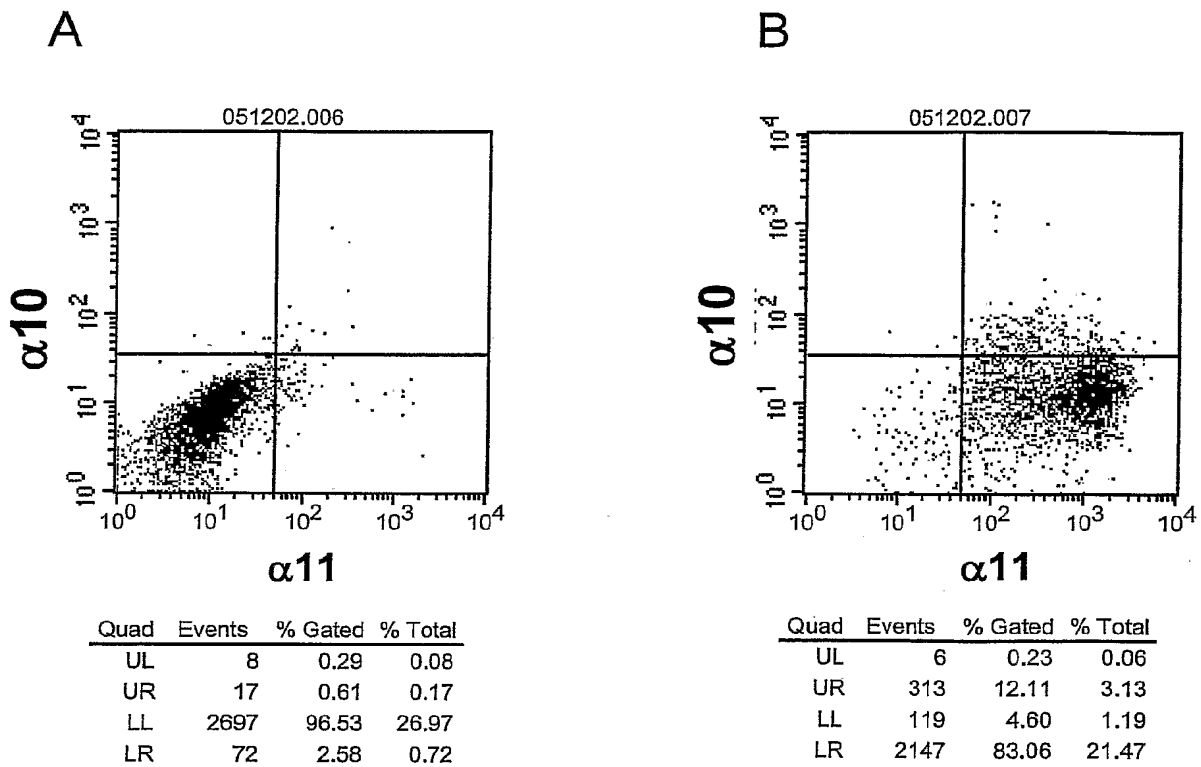 A
B
051202.006
051202.007
10^4
10^3
10^2
10^1
10^0
α10
10^0 10^1 10^2 10^3 10^4
α11
10^4
10^3
10^2
10^1
10^0
α10
10^0 10^1 10^2 10^3 10^4
α11
Quad Events % Gated % Total
UL 8 0.29 0.08
UR 17 0.61 0.17
LL 2697 96.53 26.97
LR 72 2.58 0.72
Quad Events % Gated % Total
UL 6 0.23 0.06
UR 313 12.11 3.13
LL 119 4.60 1.19
LR 2147 83.06 21.47